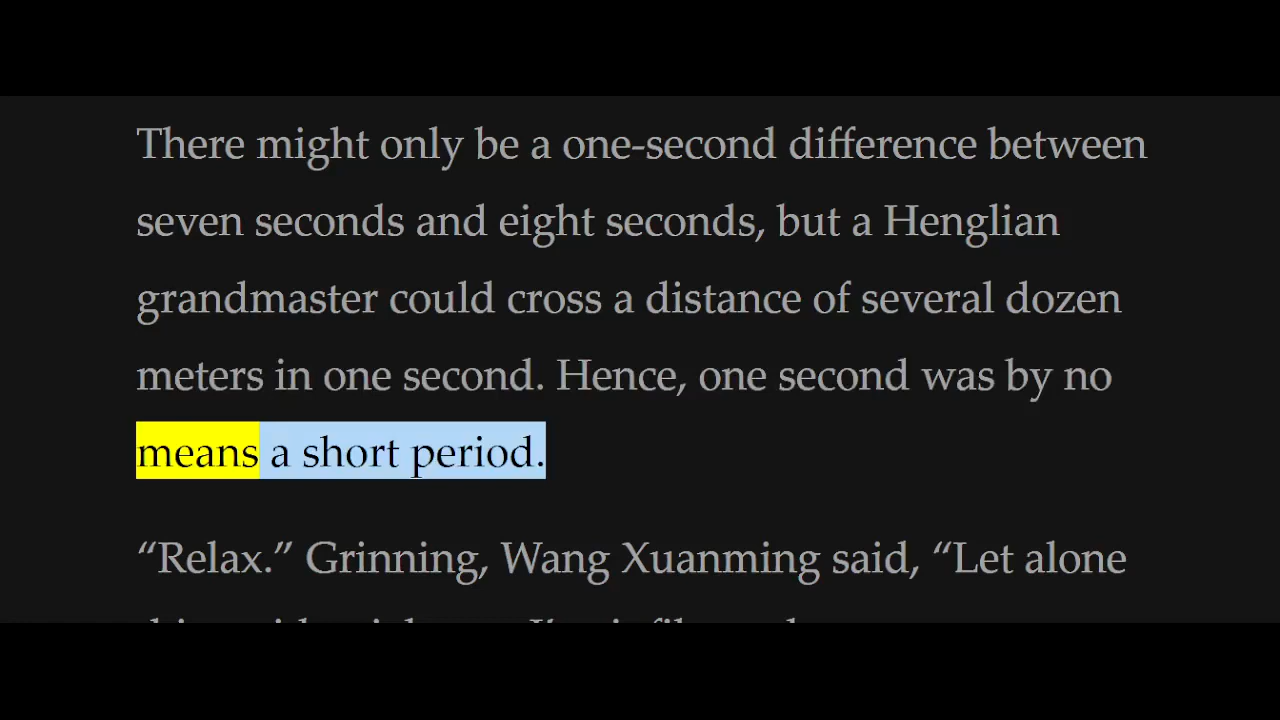 There might only be a one-second difference between
seven seconds and eight seconds, but a Henglian
grandmaster could cross a distance of several dozen
meters in one second. Hence, one second was by no
means a short period.
“Relax.” Grinning, Wang Xuanming said, “Let alone